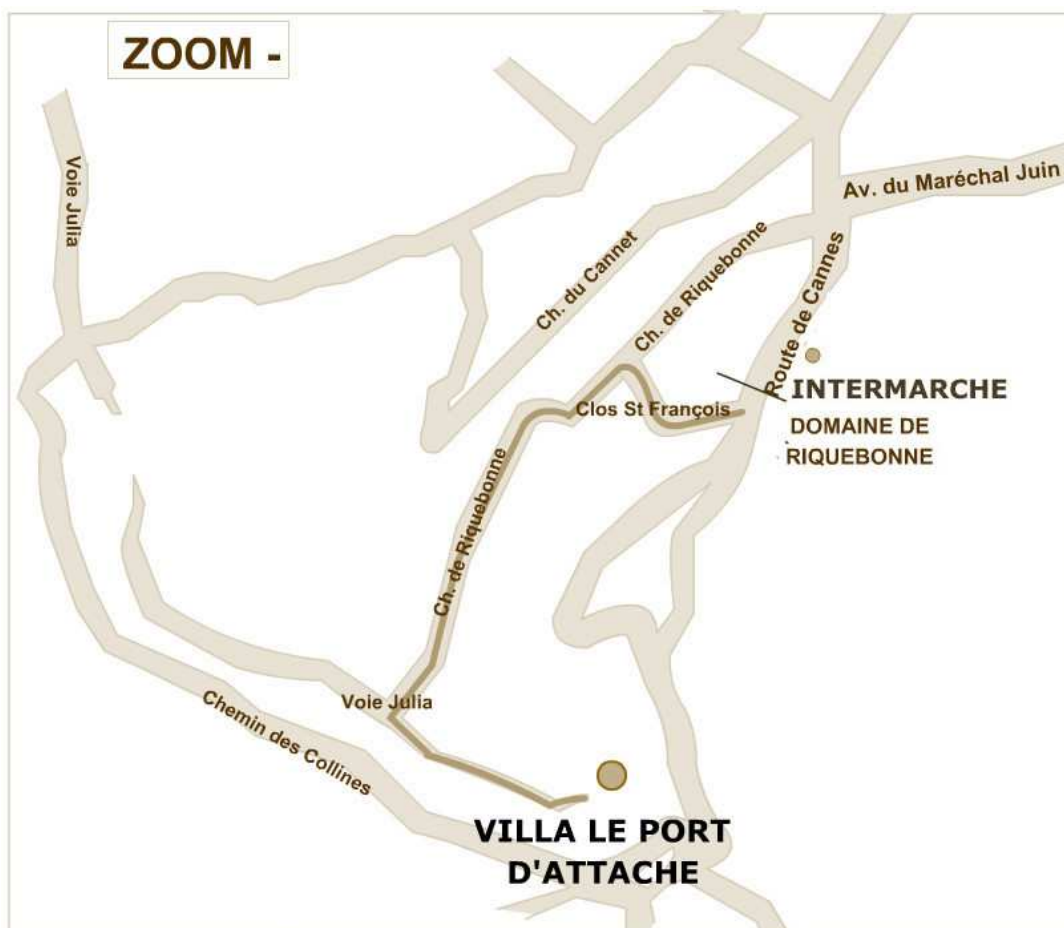 ZOOM -
Voie Julia
Av. du Maréchal Juin
Ch. du Cannet
Ch. de Riquebonne
Route de Cannes
INTERMARCHE
Clos St François
DOMAINE DE
RIQUEBONNE
Ch. de Riquebonne
Voie Julia
Chemin des Collines
VILLA LE PORT
D'ATTACHE